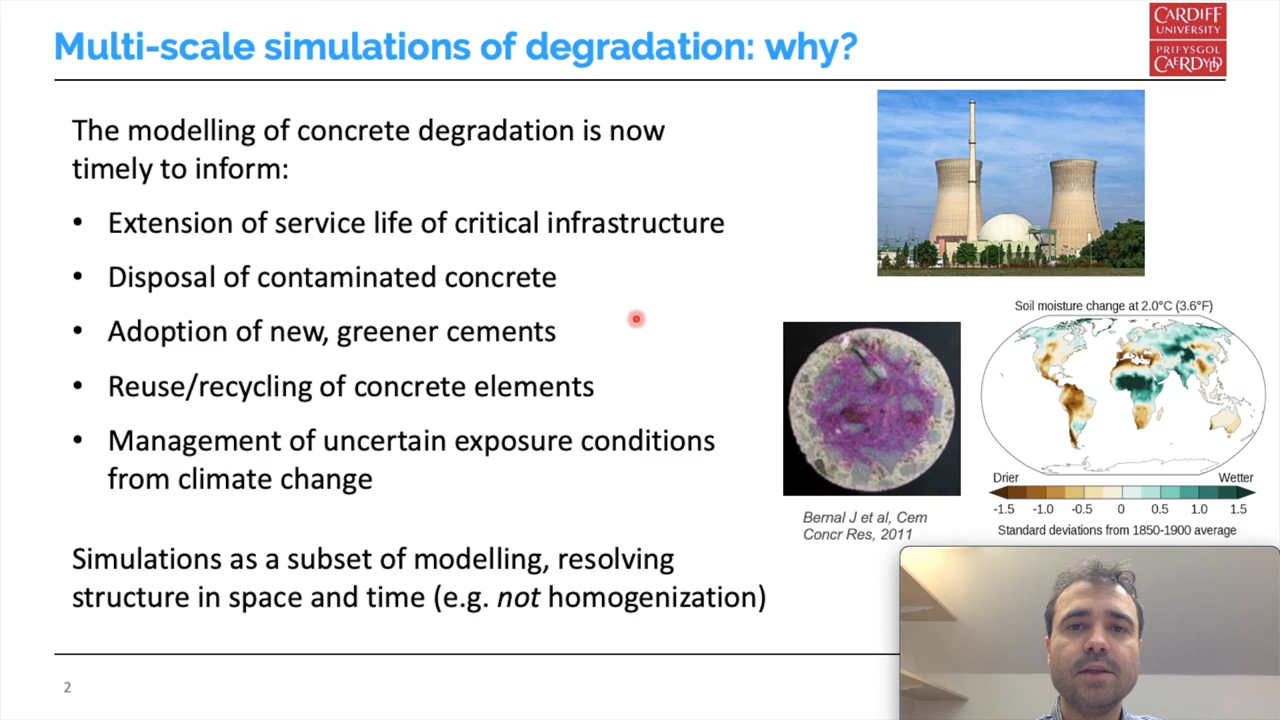 Multi-scale simulations of degradation: why?
CARDIFF
UNIVERSITY
PRIFYSGOL
CAERDYDD
The modelling of concrete degradation is now
timely to inform:
• Extension of service life of critical infrastructure
• Disposal of contaminated concrete
• Adoption of new, greener cements
• Reuse/recycling of concrete elements
• Management of uncertain exposure conditions
from climate change
Simulations as a subset of modelling, resolving
structure in space and time (e.g. not homogenization)
Soil moisture change at 2.0°C (3.6°F)
Drier Wetter
-1.5 -1.0 -0.5 0 0.5 1.0 1.5
Standard deviations from 1850-1900 average
Bernal J et al, Cem
Concr Res, 2011
2